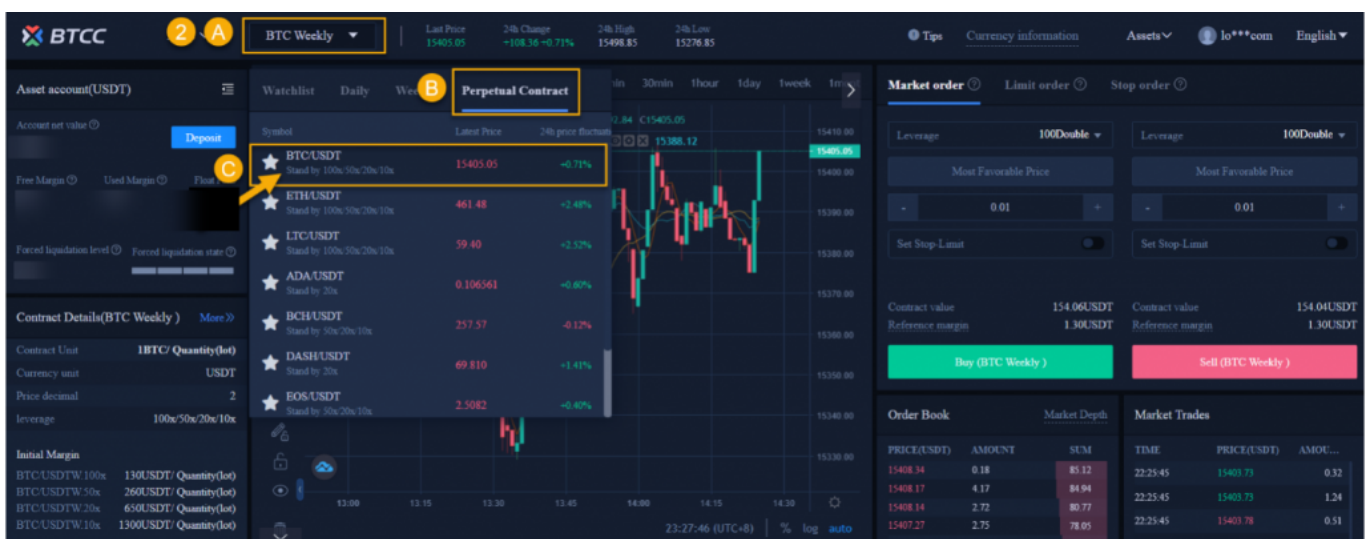 BTCC
2
A
BTC Weekly
Last Price
15405.05
24h Change
+108.36 +0.71%
24h High
15498.85
24h Low
15276.85
Tips
Currency information
Assets
lo***com
English
Asset account(USDT)
Account net value
Deposit
Free Margin
Used Margin
Float
Forced liquidation level
Forced liquidation state
Contract Details(BTC Weekly )
More
Contract Unit 1BTC/ Quantity(lot)
Currency unit USDT
Price decimal 2
leverage 100x/50x/20x/10x
Initial Margin
BTC/USDTW.100x 130USDT/ Quantity(lot)
BTC/USDTW.50x 260USDT/ Quantity(lot)
BTC/USDTW.20x 650USDT/ Quantity(lot)
BTC/USDTW.10x 1300USDT/ Quantity(lot)
Watchlist Daily Wee
B
Perpetual Contract
Symbol Latest Price 24h price fluctuati
C
BTC/USDT 15405.05 +0.71%
Stand by 100x/50x/20x/10x
ETH/USDT 461.48 +2.48%
Stand by 100x/50x/20x/10x
LTC/USDT 59.40 +2.52%
Stand by 100x/50x/20x/10x
ADA/USDT 0.106561 +0.60%
Stand by 20x
BCH/USDT 257.57 -0.12%
Stand by 50x/20x/10x
DASH/USDT 69.810 +1.41%
Stand by 20x
EOS/USDT 2.5082 +0.40%
Stand by 50x/20x/10x
in 30min 1hour 1day 1week 1m
2.84 C15405.05
15388.12
15410.00
15405.05
15400.00
15390.00
15380.00
15370.00
15360.00
15350.00
15340.00
15330.00
13:00 13:15 13:30 13:45 14:00 14:15 14:30
23:27:46 (UTC+8) % log auto
Market order Limit order Stop order
Leverage 100Double
Most Favorable Price
- 0.01 +
Set Stop-Limit
Contract value 154.06USDT
Reference margin 1.30USDT
Buy (BTC Weekly )
Leverage 100Double
Most Favorable Price
- 0.01 +
Set Stop-Limit
Contract value 154.04USDT
Reference margin 1.30USDT
Sell (BTC Weekly )
Order Book Market Depth
PRICE(USDT) AMOUNT SUM
15408.34 0.18 85.12
15408.17 4.17 84.94
15408.14 2.72 80.77
15407.27 2.75 78.05
Market Trades
TIME PRICE(USDT) AMOU...
22:25:45 15403.73 0.32
22:25:45 15403.73 1.24
22:25:45 15403.78 0.51